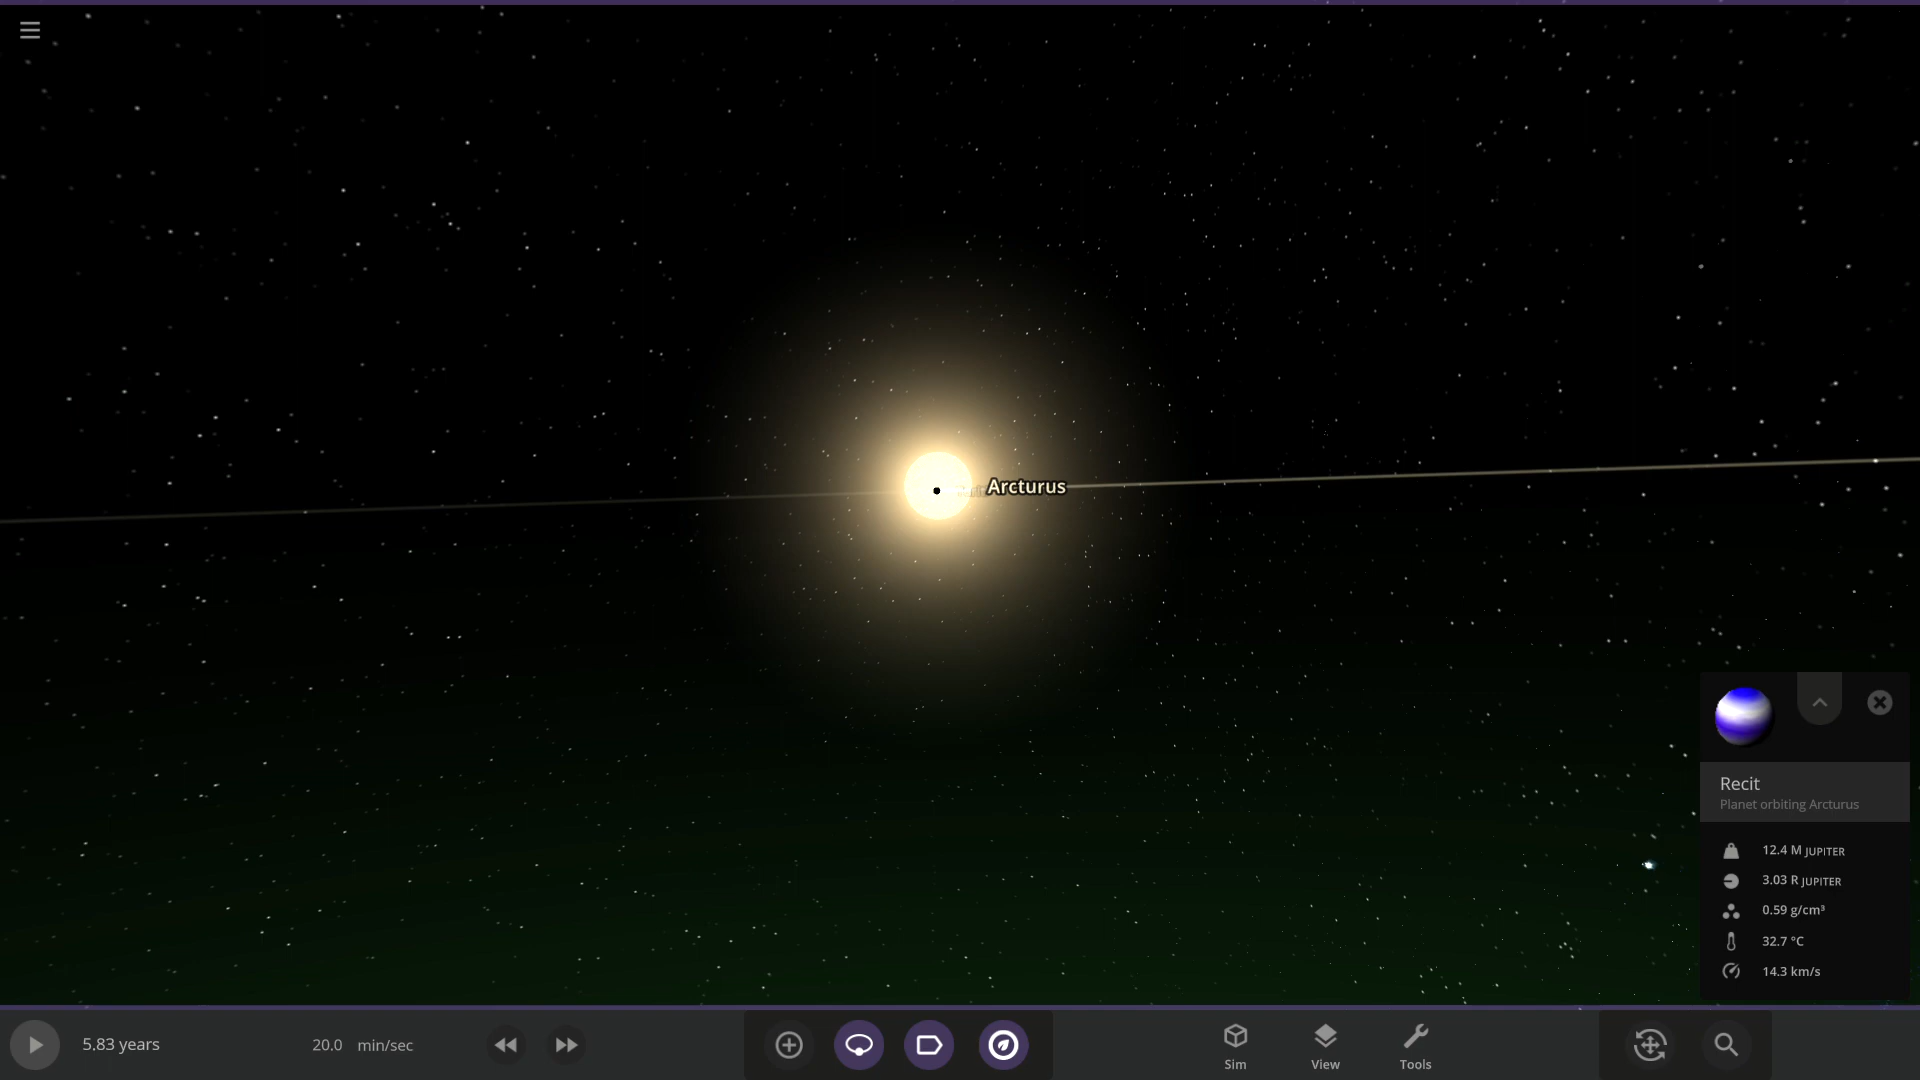 Arcturus
Recit
Planet orbiting Arcturus
12.4 M JUPITER
3.03 R JUPITER
0.59 g/cm³
32.7 °C
14.3 km/s
5.83 years
20.0 min/sec
Sim
View
Tools